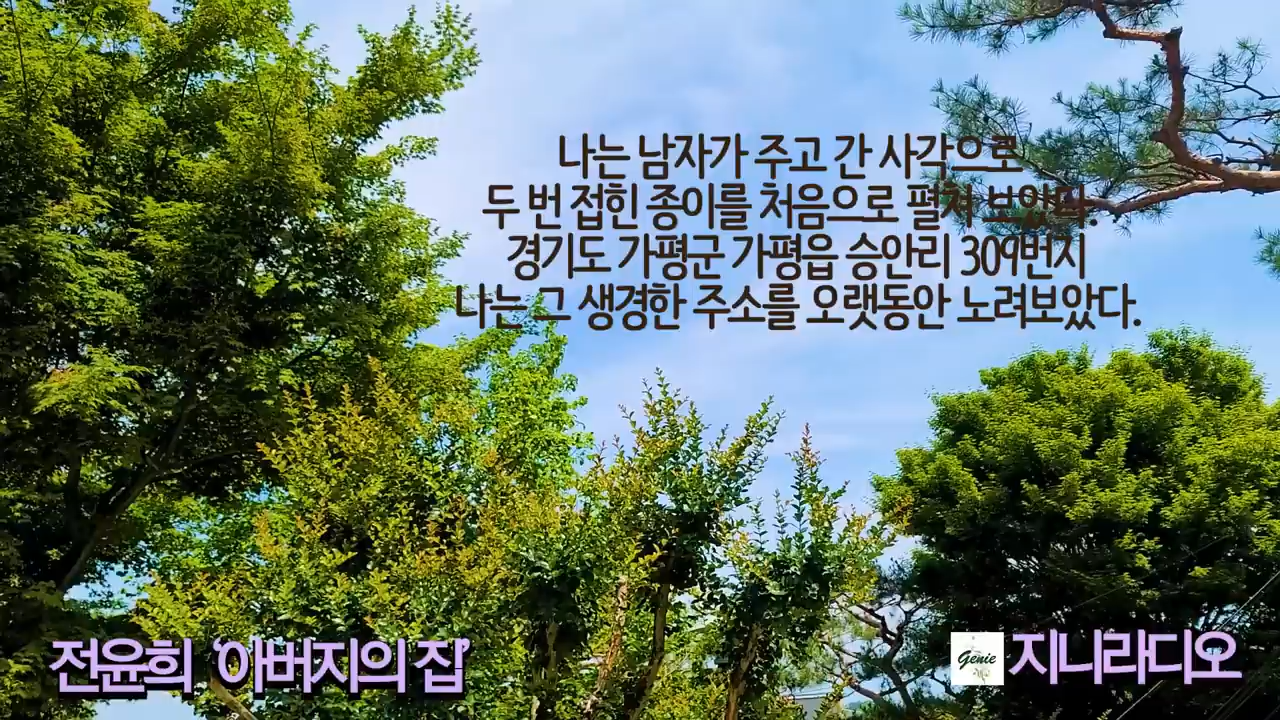 나는 남자가 주고 간 사각으로
두 번 접힌 종이를 처음으로 펼쳐 보았다.
경기도 가평군 가평읍 승안리 309번지
나는 그 생경한 주소를 오랫동안 노려보았다.
전윤희 '아버지의 집'
Genie
지니라디오